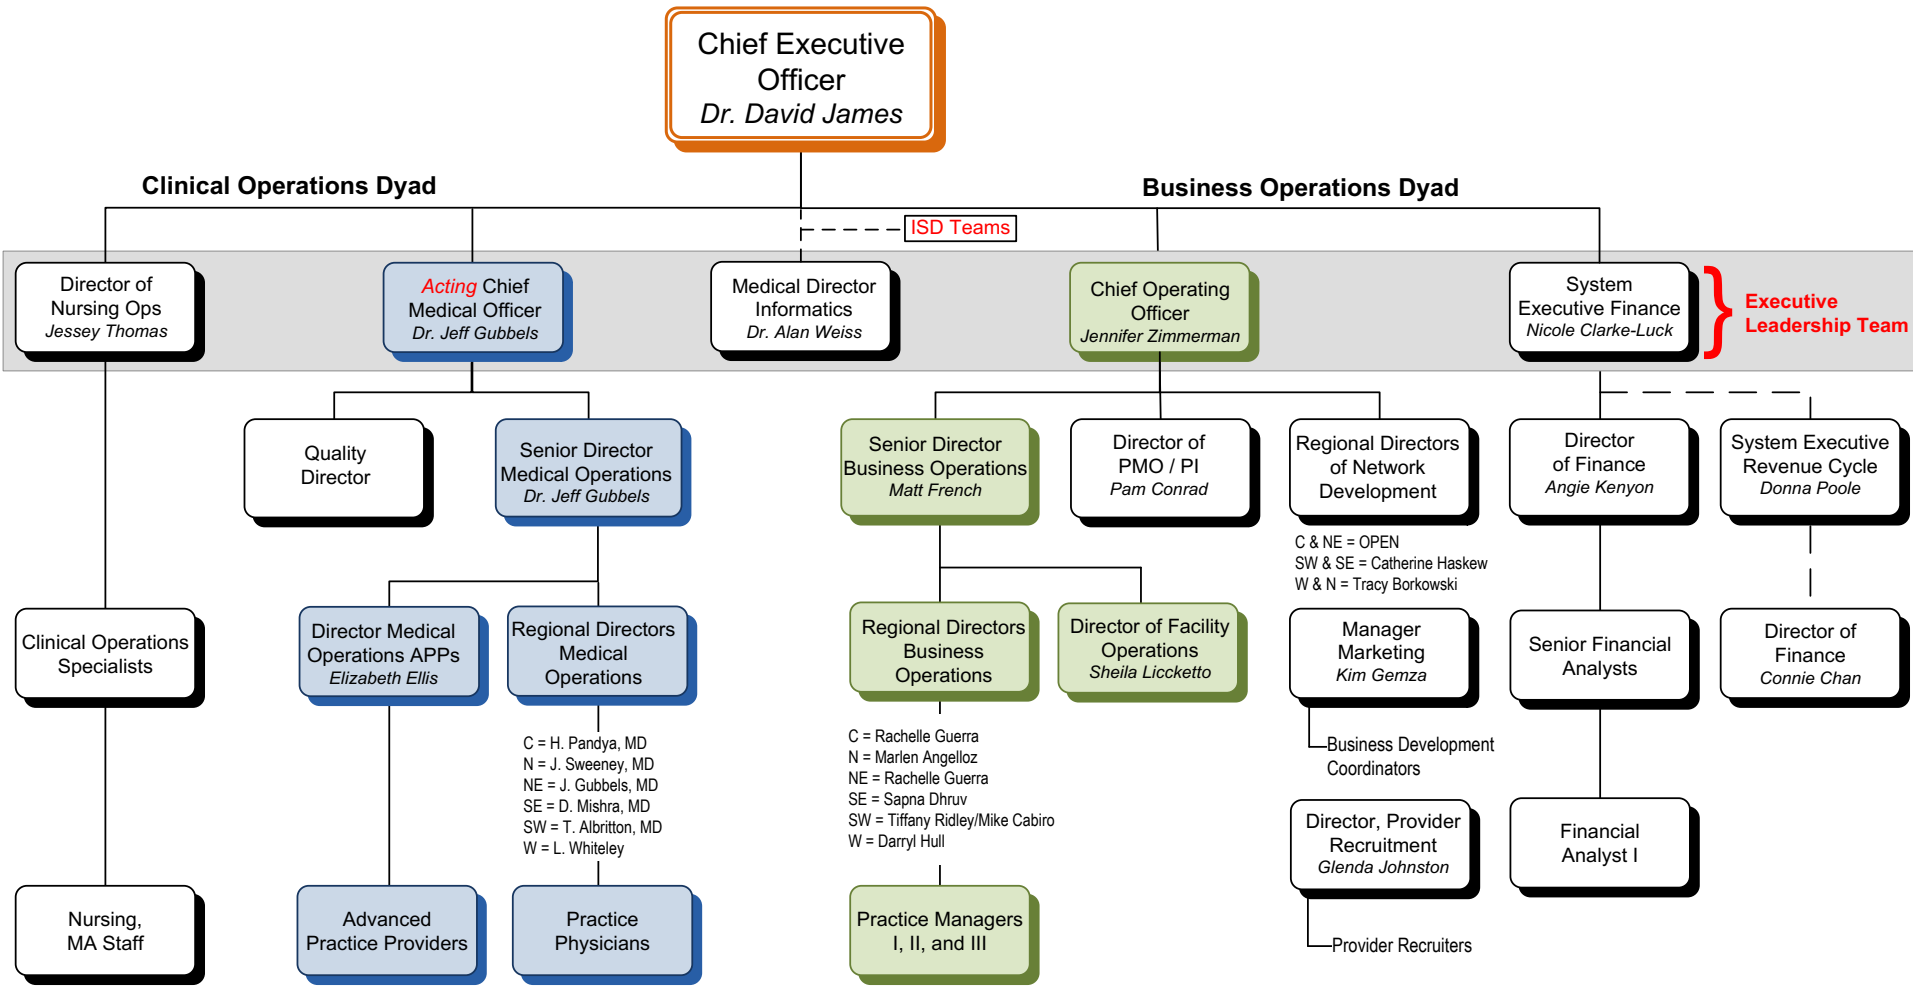 Chief Executive
Officer
Dr. David James
Clinical Operations Dyad
Business Operations Dyad
ISD Teams
Director of
Nursing Ops
Jessey Thomas
Acting Chief
Medical Officer
Dr. Jeff Gubbels
Medical Director
Informatics
Dr. Alan Weiss
Chief Operating
Officer
Jennifer Zimmerman
System
Executive Finance
Nicole Clarke-Luck
Executive
Leadership Team
Quality
Director
Senior Director
Medical Operations
Dr. Jeff Gubbels
Senior Director
Business Operations
Matt French
Director of
PMO / PI
Pam Conrad
Regional Directors
of Network
Development
C & NE = OPEN
SW & SE = Catherine Haskew
W & N = Tracy Borkowski
Director
of Finance
Angie Kenyon
System Executive
Revenue Cycle
Donna Poole
Clinical Operations
Specialists
Director Medical
Operations APPs
Elizabeth Ellis
Regional Directors
Medical
Operations
C = H. Pandya, MD
N = J. Sweeney, MD
NE = J. Gubbels, MD
SE = D. Mishra, MD
SW = T. Albritton, MD
W = L. Whiteley
Regional Directors
Business
Operations
C = Rachelle Guerra
N = Marlen Angelloz
NE = Rachelle Guerra
SE = Sapna Dhruv
SW = Tiffany Ridley/Mike Cabiro
W = Darryl Hull
Director of Facility
Operations
Sheila Liccketto
Manager
Marketing
Kim Gemza
Business Development
Coordinators
Senior Financial
Analysts
Director of
Finance
Connie Chan
Director, Provider
Recruitment
Glenda Johnston
Provider Recruiters
Financial
Analyst I
Nursing,
MA Staff
Advanced
Practice Providers
Practice
Physicians
Practice Managers
I, II, and III